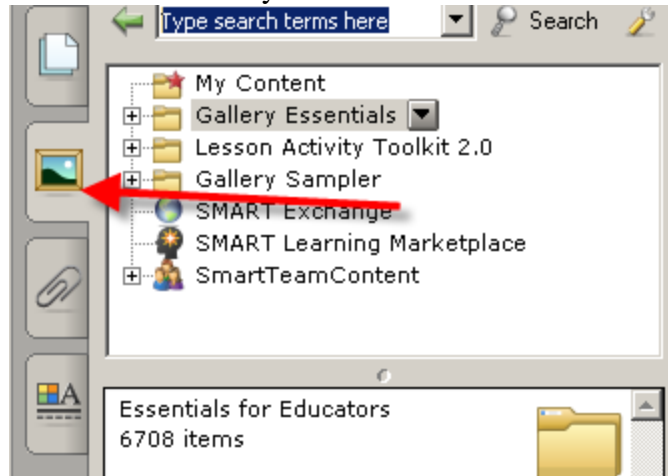 Type search terms here Search
My Content
Gallery Essentials
Lesson Activity Toolkit 2.0
Gallery Sampler
SMART Exchange
SMART Learning Marketplace
SmartTeamContent
A
Essentials for Educators
6708 items